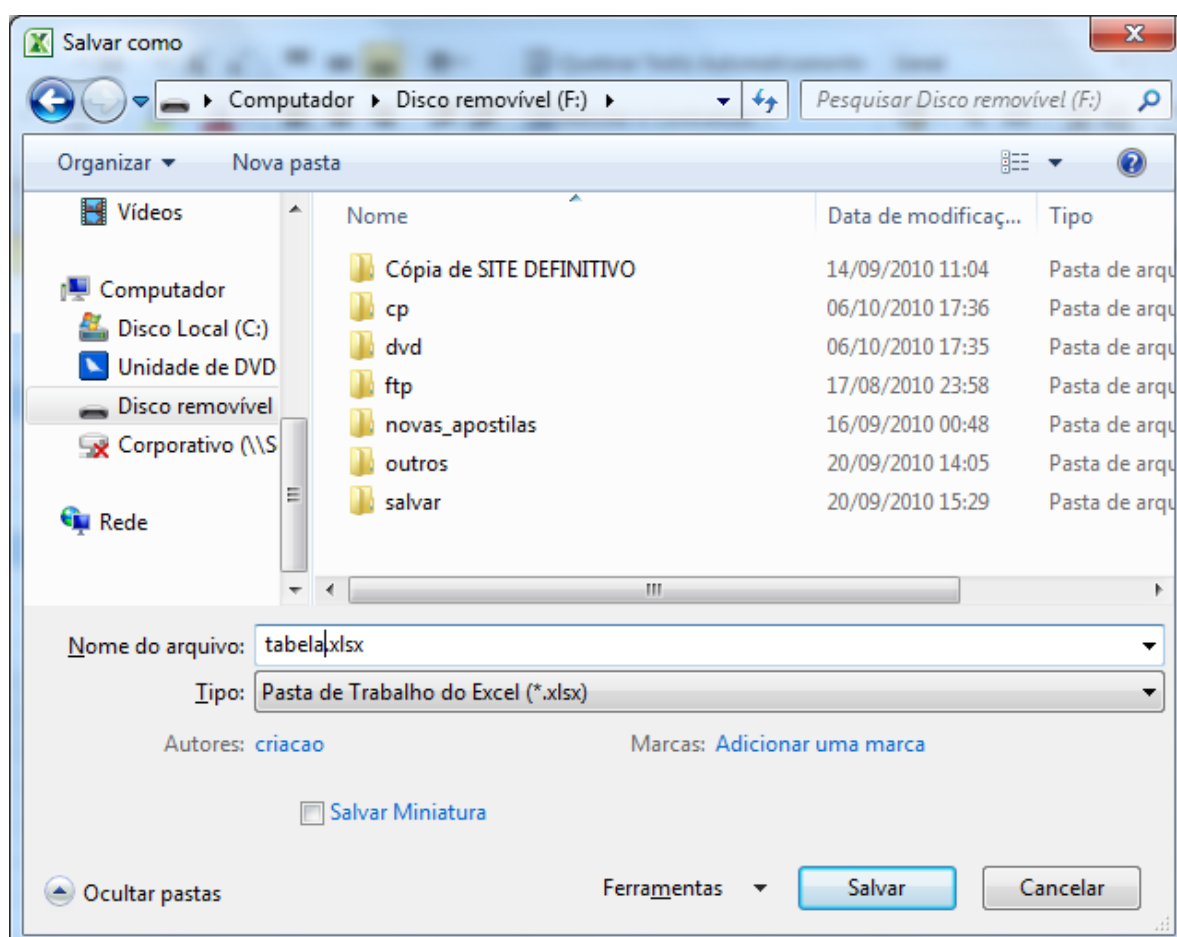 Salvar como
Computador ▸ Disco removível (F:) ▸ Pesquisar Disco removível (F:)
Organizar Nova pasta
Vídeos
Computador
Disco Local (C:)
Unidade de DVD
Disco removível
Corporativo (\\S
Rede
Nome Data de modificaç... Tipo
Cópia de SITE DEFINITIVO 14/09/2010 11:04 Pasta de arqu
cp 06/10/2010 17:36 Pasta de arqu
dvd 06/10/2010 17:35 Pasta de arqu
ftp 17/08/2010 23:58 Pasta de arqu
novas_apostilas 16/09/2010 00:48 Pasta de arqu
outros 20/09/2010 14:05 Pasta de arqu
salvar 20/09/2010 15:29 Pasta de arqu
Nome do arquivo: tabela.xlsx
Tipo: Pasta de Trabalho do Excel (*.xlsx)
Autores: criacao Marcas: Adicionar uma marca
Salvar Miniatura
Ocultar pastas Ferramentas Salvar Cancelar